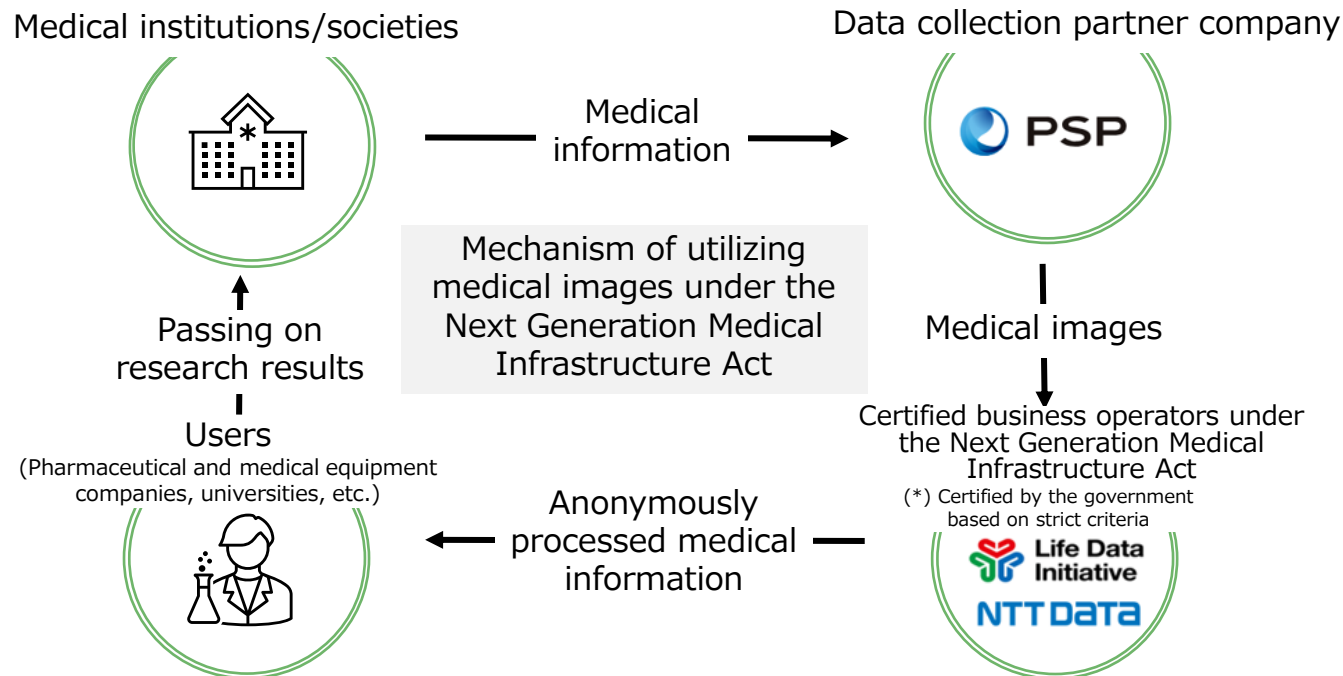 Medical institutions/societies
Data collection partner company
Medical
information
PSP
Mechanism of utilizing
medical images under the
Next Generation Medical
Infrastructure Act
Passing on
research results
Medical images
Users
(Pharmaceutical and medical equipment
companies, universities, etc.)
Certified business operators under
the Next Generation Medical
Infrastructure Act
(*) Certified by the government
based on strict criteria
Anonymously
processed medical
information
Life Data
Initiative
NTT DATA